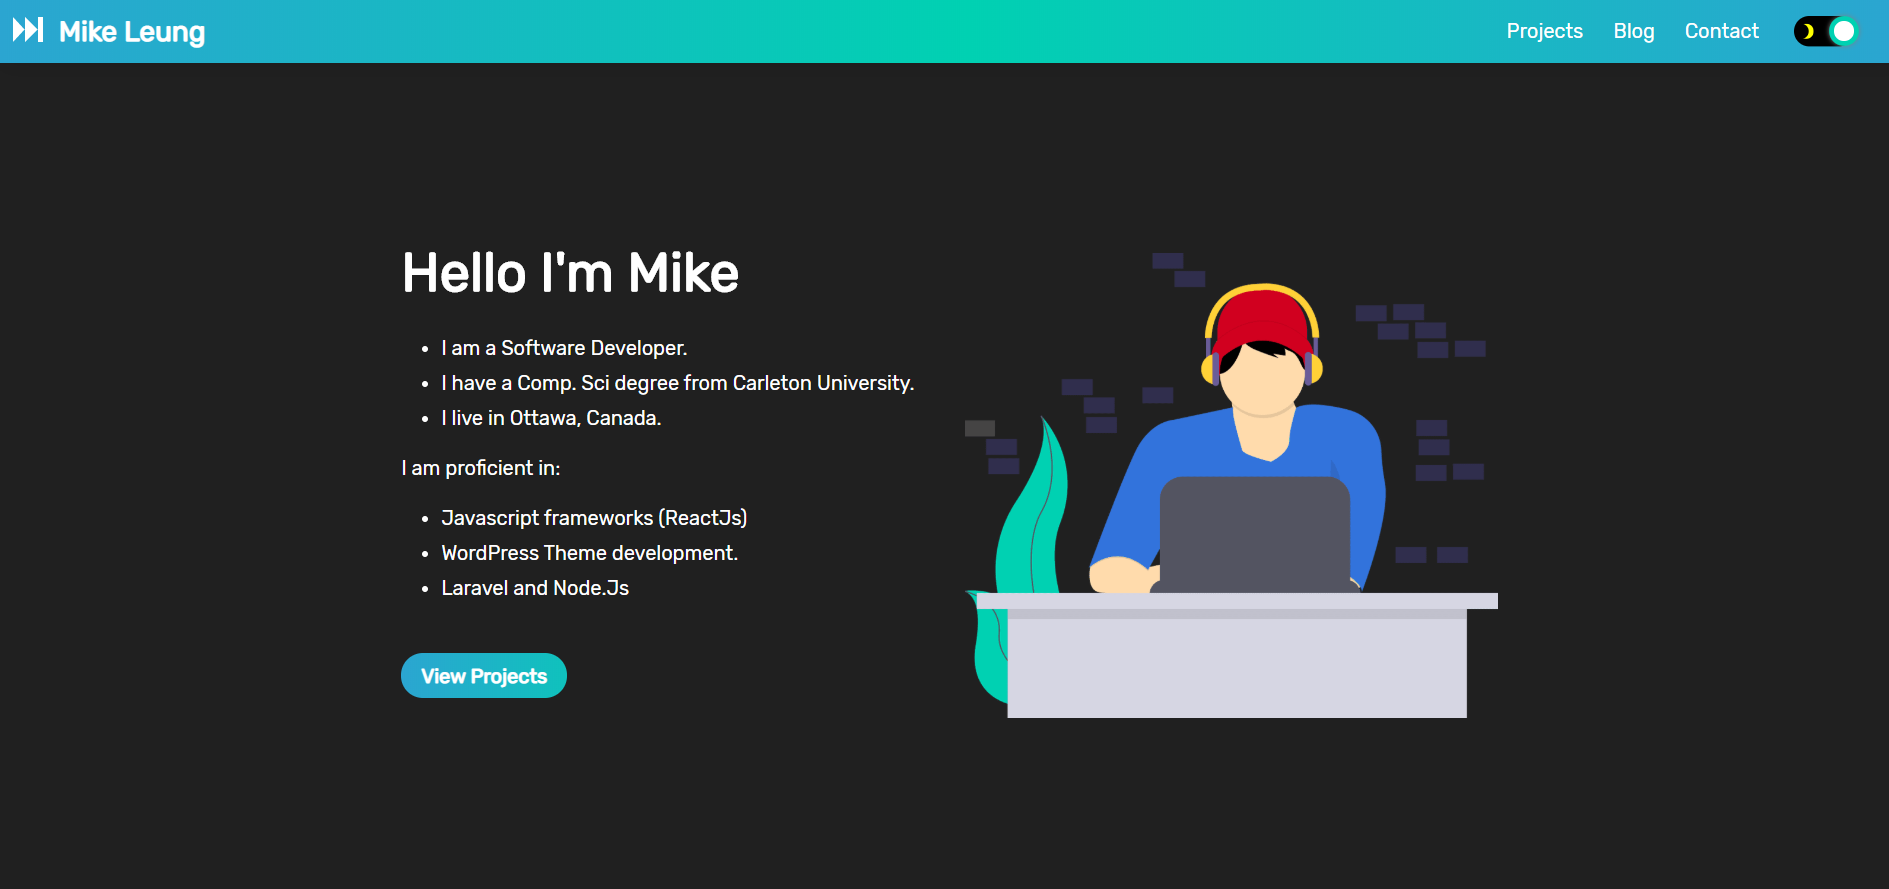 Mike Leung
Projects Blog Contact
Hello I'm Mike
• I am a Software Developer.
• I have a Comp. Sci degree from Carleton University.
• I live in Ottawa, Canada.
I am proficient in:
• Javascript frameworks (ReactJs)
• WordPress Theme development.
• Laravel and Node.Js
View Projects